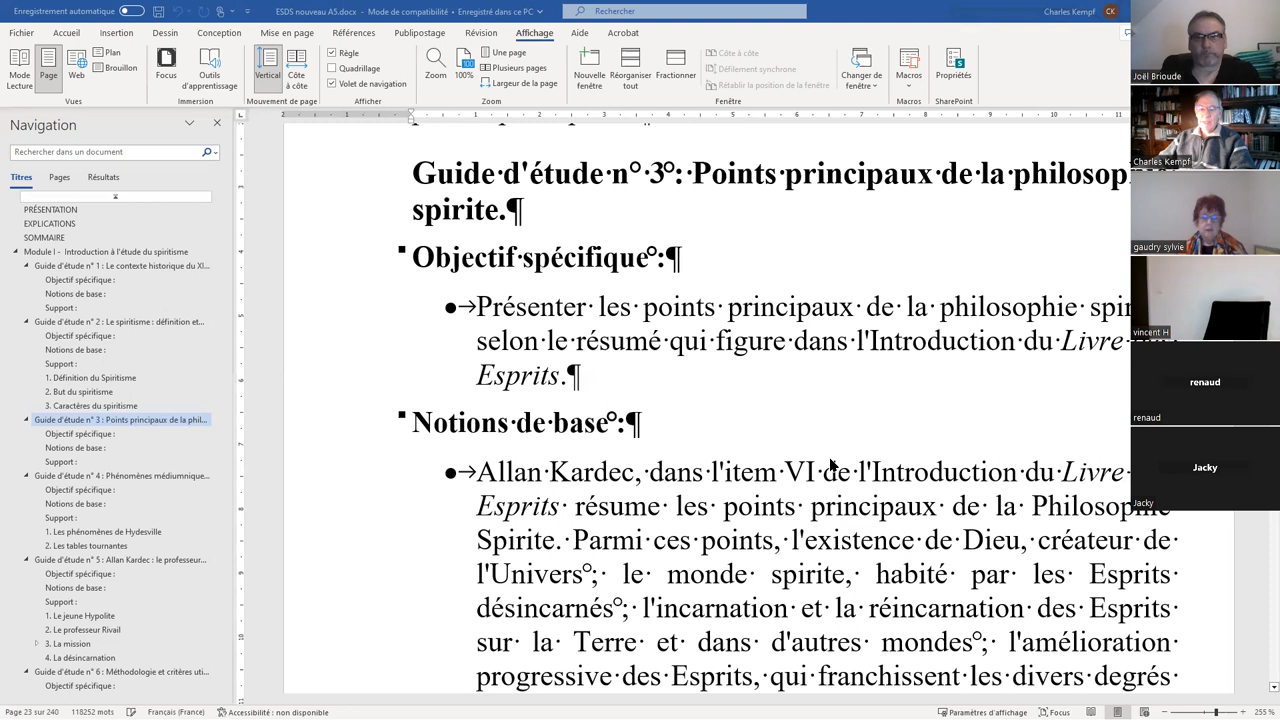 Enregistrement automatique
ESDS nouveau A5.docx - Mode de compatibilité • Enregistré dans ce PC
Rechercher
Charles Kempf
CK
Fichier Accueil Insertion Dessin Conception Mise en page Références Publipostage Révision Affichage Aide Acrobat
Mode Lecture
Page
Web
Plan
Brouillon
Vues
Focus
Outils d'apprentissage
Immersion
Vertical
Côte à côte
Mouvement de page
Règle
Quadrillage
Volet de navigation
Afficher
Zoom
100%
Une page
Plusieurs pages
Largeur de la page
Zoom
Nouvelle fenêtre
Réorganiser tout
Fractionner
Côte à côte
Défilement synchrone
Rétablir la position de la fenêtre
Fenêtre
Changer de fenêtre
Macros
Macros
Propriétés
SharePoint
Navigation
Rechercher dans un document
Titres Pages Résultats
PRÉSENTATION
EXPLICATIONS
SOMMAIRE
Module I - Introduction à l'étude du spiritisme
Guide d'étude n° 1 : Le contexte historique du XI...
Objectif spécifique :
Notions de base :
Support :
Guide d'étude n° 2 : Le spiritisme : définition et...
Objectif spécifique :
Notions de base :
Support :
1. Définition du Spiritisme
2. But du spiritisme
3. Caractères du spiritisme
Guide d'étude n° 3 : Points principaux de la phil...
Objectif spécifique :
Notions de base :
Support :
Guide d'étude n° 4 : Phénomènes médiumnique...
Objectif spécifique :
Notions de base :
Support :
1. Les phénomènes de Hydesville
2. Les tables tournantes
Guide d'étude n° 5 : Allan Kardec : le professeur...
Objectif spécifique :
Notions de base :
Support :
1. Le jeune Hypolite
2. Le professeur Rivail
3. La mission
4. La désincarnation
Guide d'étude n° 6 : Méthodologie et critères uti...
Objectif spécifique :
Guide·d'étude·n°·3°:·Points·principaux·de·la·philosop
spirite.¶
Objectif·spécifique°:¶
Présenter les points principaux de la philosophie spir
selon le résumé qui figure dans l'Introduction du Livre
Esprits.¶
Notions·de·base°:¶
Allan Kardec, dans l'item VI de l'Introduction du Livre
Esprits résume les points principaux de la Philosophie
Spirite. Parmi ces points, l'existence de Dieu, créateur de
l'Univers°; le monde spirite, habité par les Esprits
désincarnés°; l'incarnation et la réincarnation des Esprits
sur la Terre et dans d'autres mondes°; l'amélioration
progressive des Esprits, qui franchissent les divers degrés
Joël Brioude
Charles Kempf
gaudry sylvie
vincent H
renaud
renaud
Jacky
Jacky
Page 23 sur 240 118252 mots Français (France) Accessibilité : non disponible
Paramètres d'affichage Focus 255 %